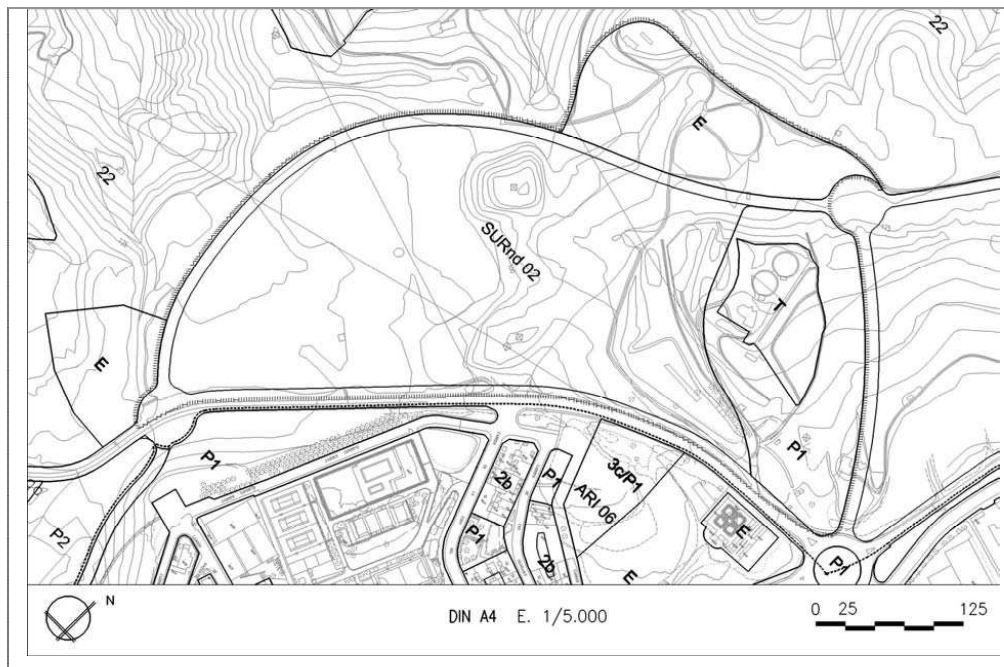 22
22
E
SURnd 02
T
E
P1
P1
2b
P1
3c/P1
ARI 06
P1
E
P2
2b
E
P1
N
DIN A4 E. 1/5.000
0 25 125